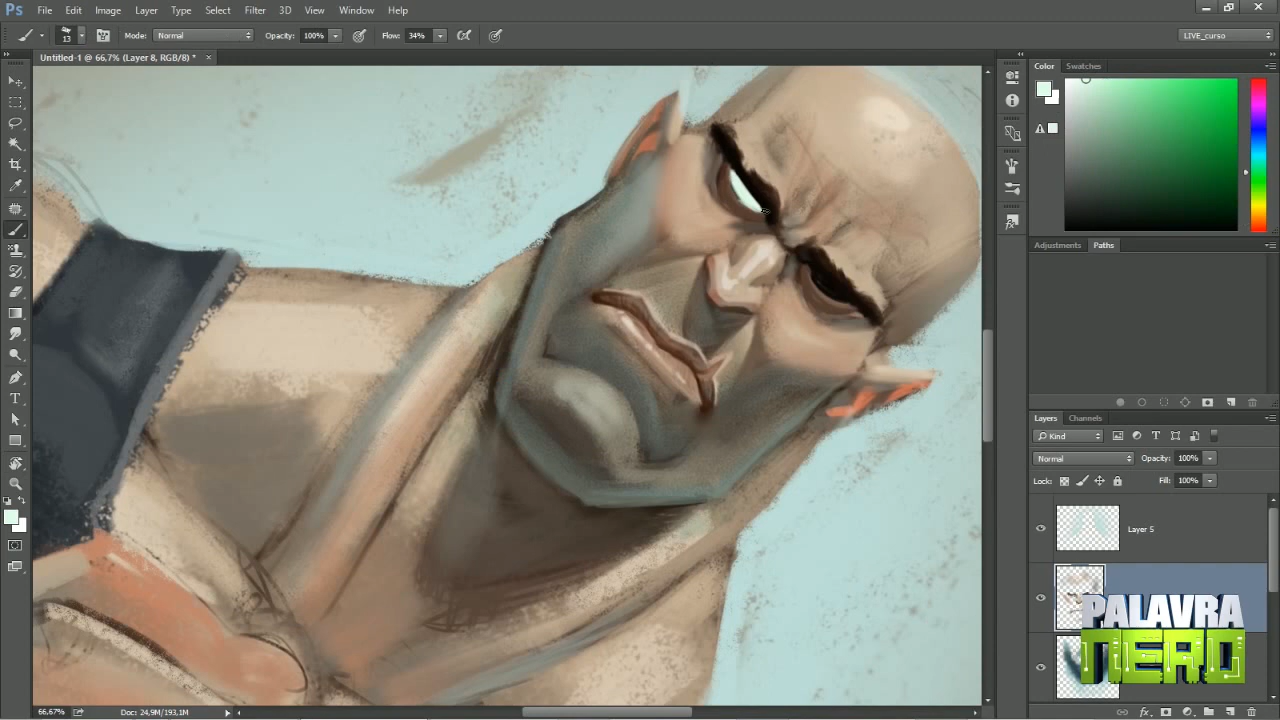 Ps File Edit Image Layer Type Select Filter 3D View Window Help
13 Mode: Normal Opacity: 100% Flow: 34% LIVE_curso
Untitled-1 @ 66,7% (Layer 8, RGB/8) *
Color Swatches
Adjustments Paths
Layers Channels
Kind
Normal Opacity: 100%
Lock: Fill: 100%
Layer 5
PALAVRA
NERD
66,67% Doc: 24,9M/193,1M